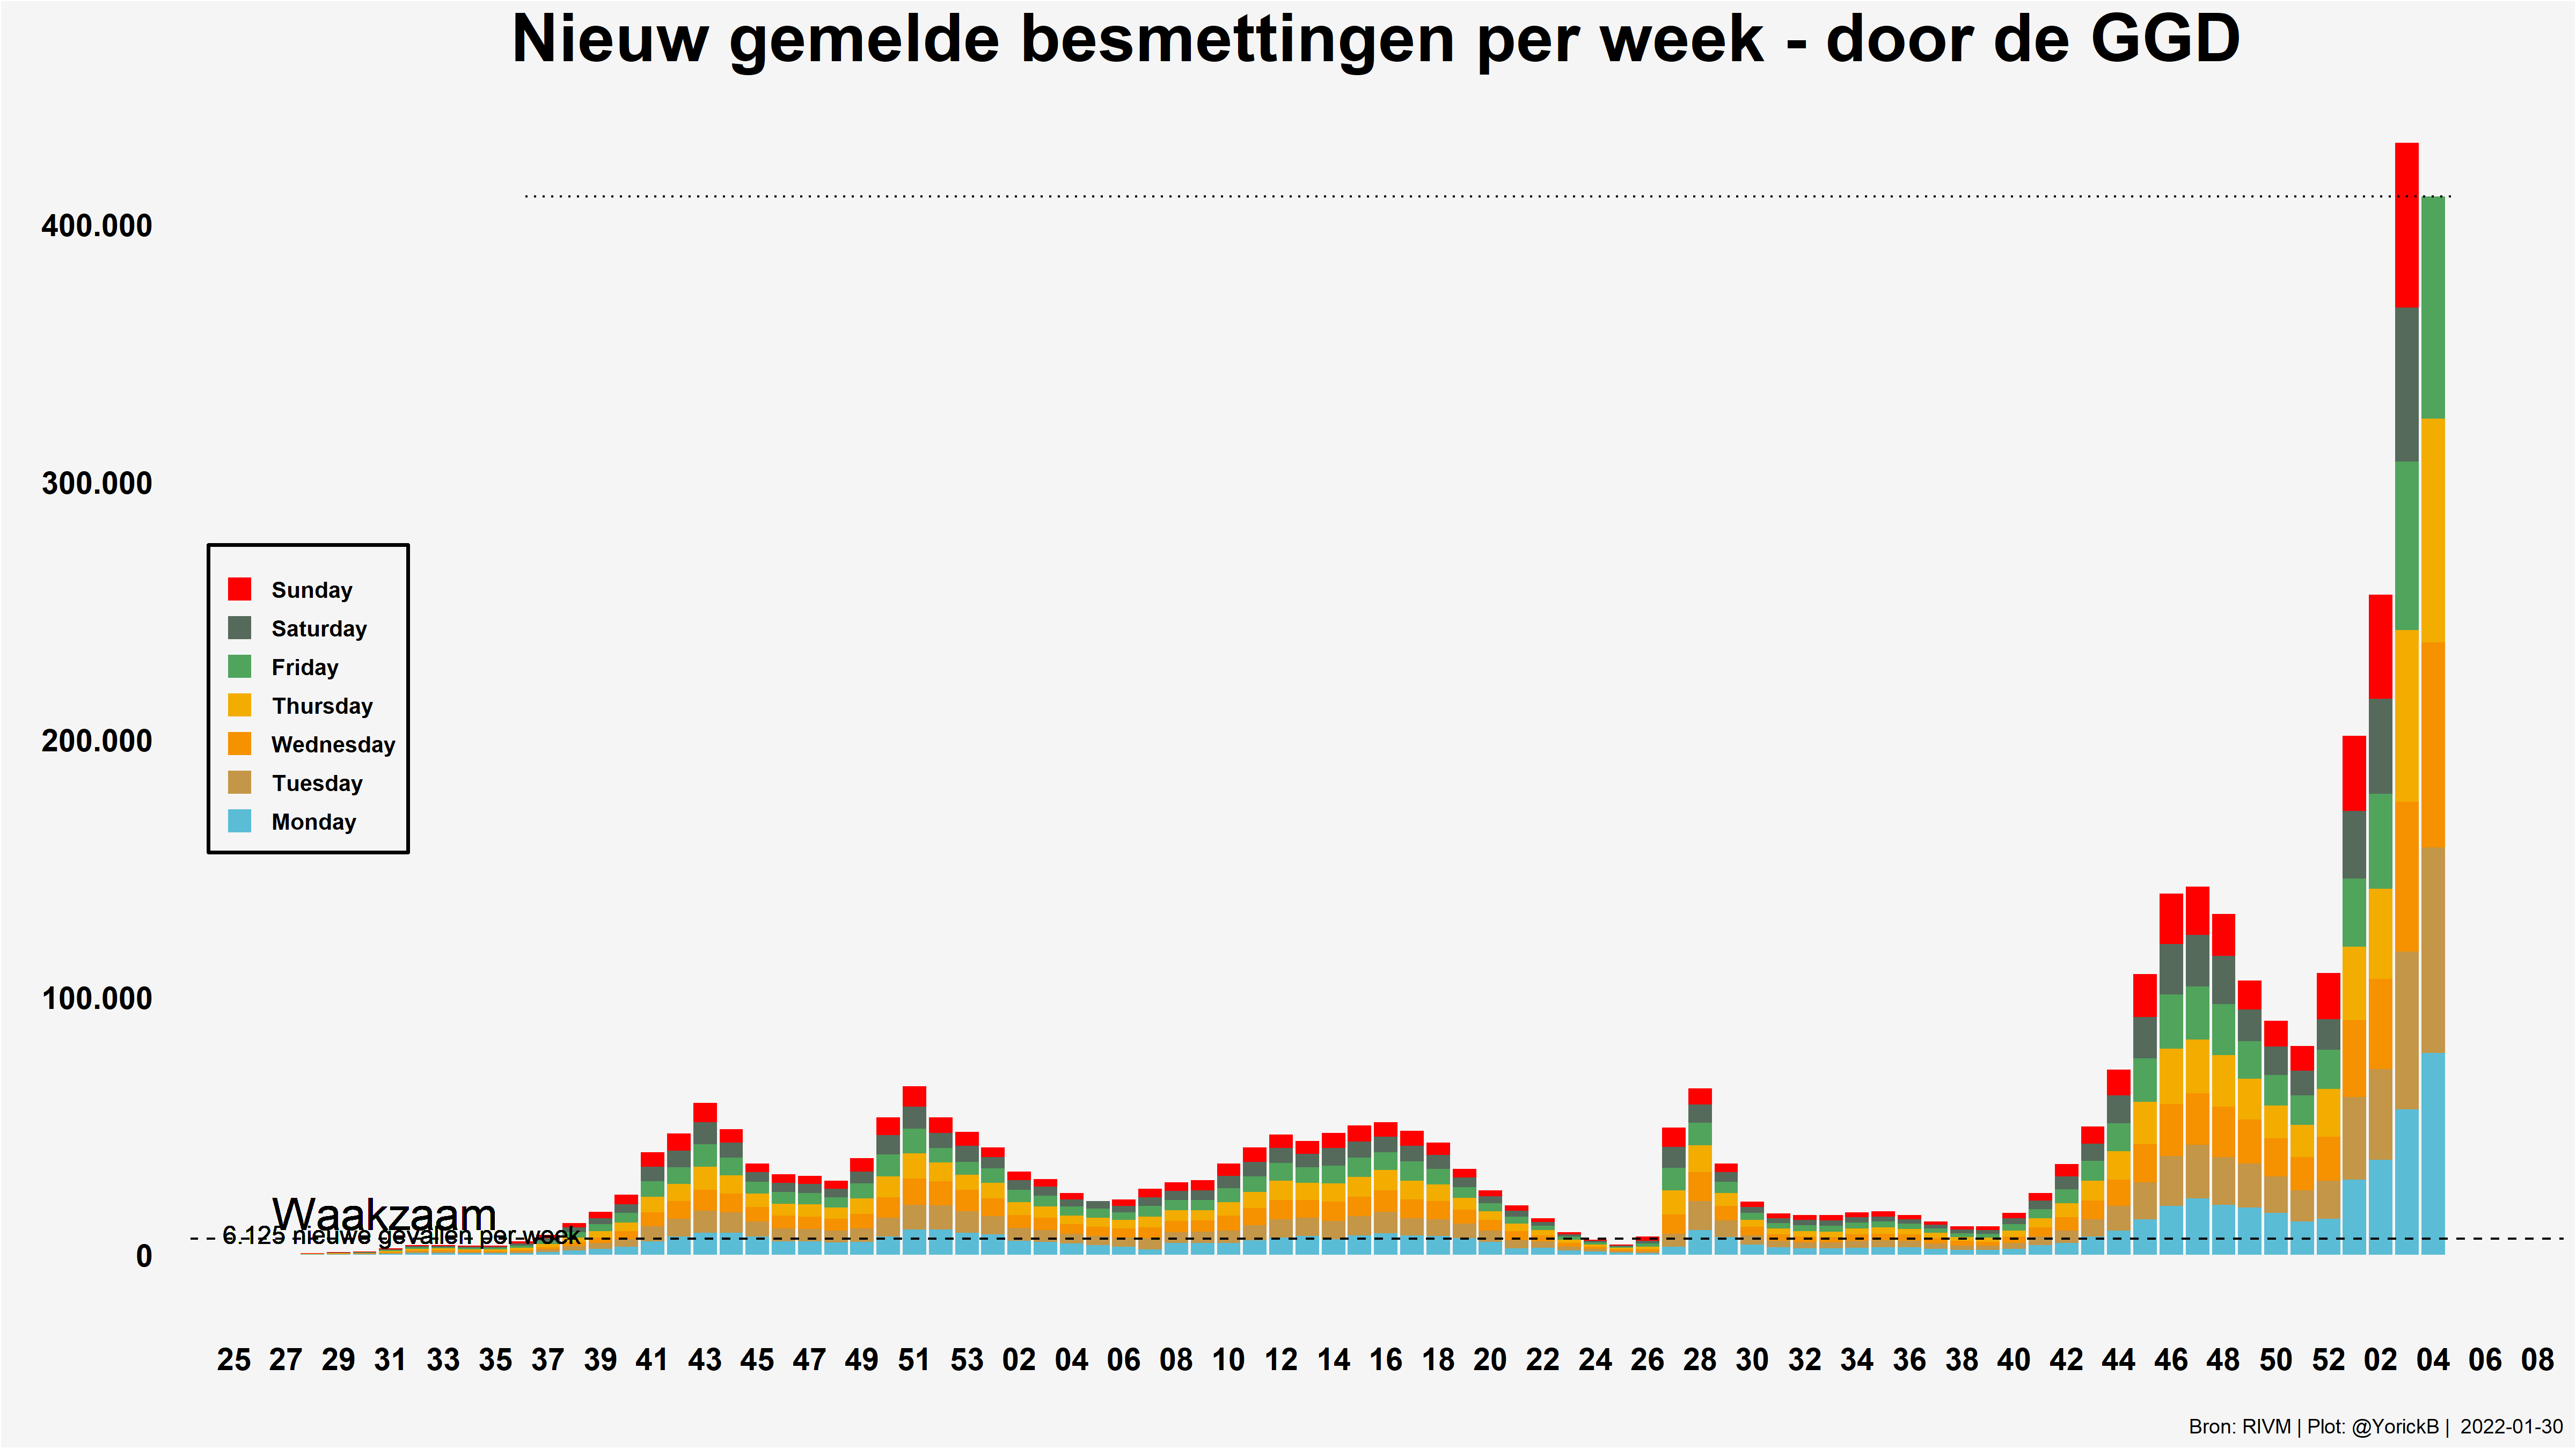 Nieuw gemelde besmettingen per week - door de GGD
400.000
300.000
200.000
100.000
0
Sunday
Saturday
Friday
Thursday
Wednesday
Tuesday
Monday
Waakzaam
6.125 nieuwe gevallen per week
25 27 29 31 33 35 37 39 41 43 45 47 49 51 53 02 04 06 08 10 12 14 16 18 20 22 24 26 28 30 32 34 36 38 40 42 44 46 48 50 52 02 04 06 08
Bron: RIVM | Plot: @YorickB | 2022-01-30